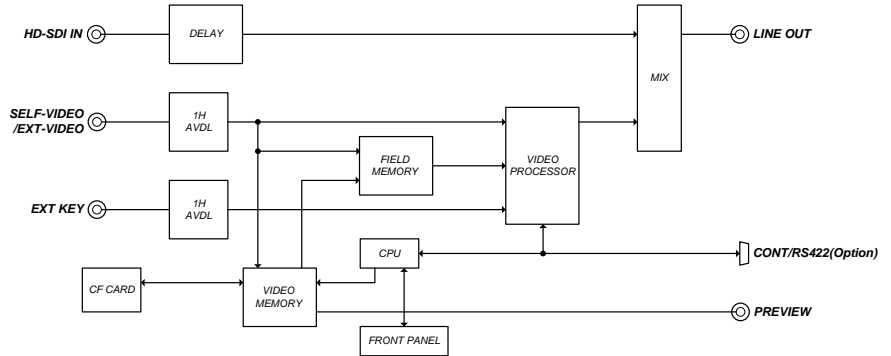 HD-SDI IN
DELAY
MIX
LINE OUT
SELF-VIDEO
/EXT-VIDEO
1H
AVDL
FIELD
MEMORY
VIDEO
PROCESSOR
EXT KEY
1H
AVDL
CPU
CONT/RS422(Option)
CF CARD
VIDEO
MEMORY
PREVIEW
FRONT PANEL